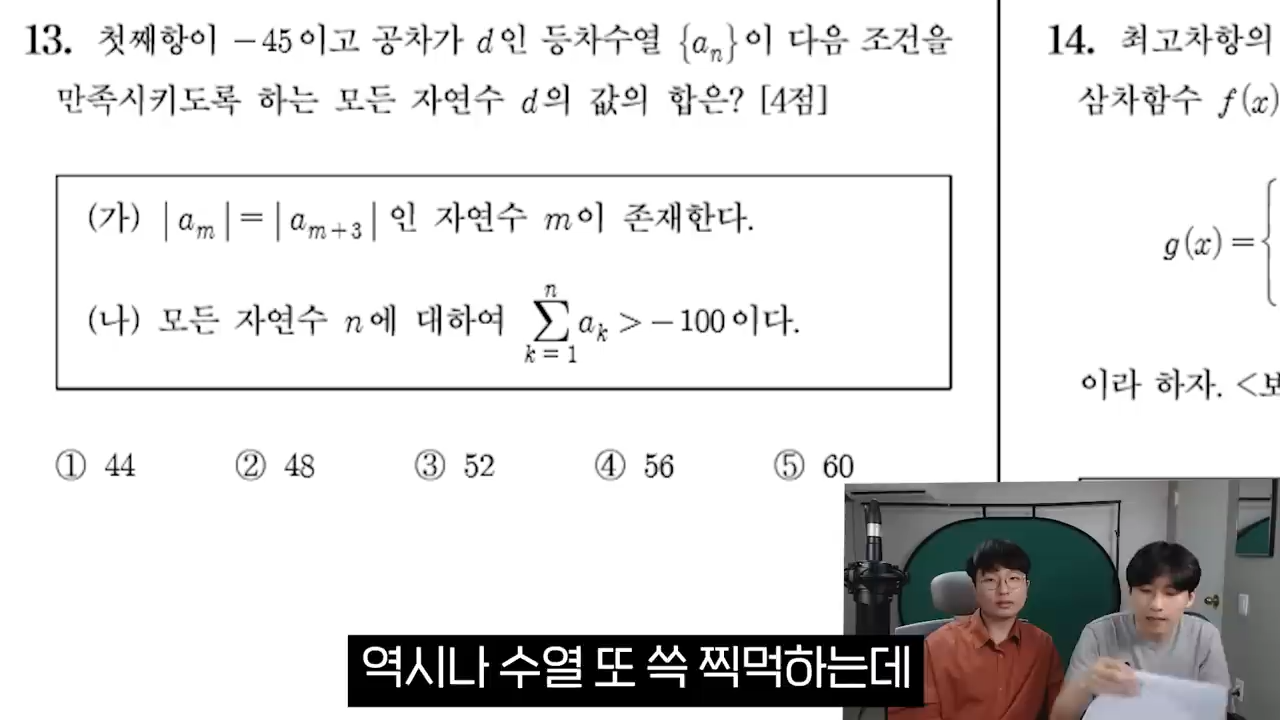 13. 첫째항이 −45이고 공차가 d인 등차수열 {aₙ}이 다음 조건을
만족시키도록 하는 모든 자연수 d의 값의 합은? [4점]
(가) |aₘ| = |aₘ₊₃| 인 자연수 m이 존재한다.
(나) 모든 자연수 n에 대하여 \sum_{k=1}^{n} aₖ > −100이다.
① 44 ② 48 ③ 52 ④ 56 ⑤ 60
14. 최고차항의
삼차함수 f(x)
g(x) = {
이라 하자. <보
역시나 수열 또 쓱 찍먹하는데